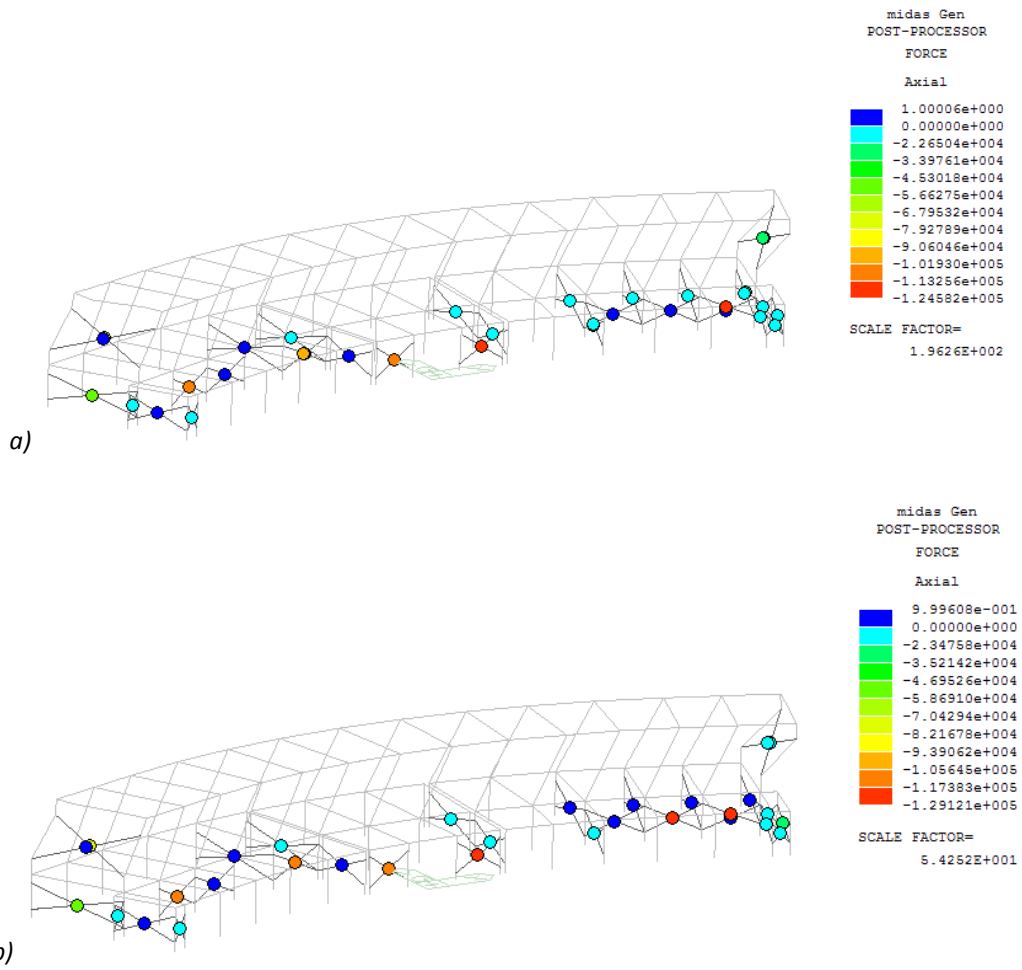 midas Gen
POST-PROCESSOR
FORCE
Axial
1.00006e+000
0.00000e+000
-2.26504e+004
-3.39761e+004
-4.53018e+004
-5.66275e+004
-6.79532e+004
-7.92789e+004
-9.06046e+004
-1.01930e+005
-1.13256e+005
-1.24582e+005
SCALE FACTOR=
1.9626E+002
a)
midas Gen
POST-PROCESSOR
FORCE
Axial
9.99608e-001
0.00000e+000
-2.34758e+004
-3.52142e+004
-4.69526e+004
-5.86910e+004
-7.04294e+004
-8.21678e+004
-9.39062e+004
-1.05645e+005
-1.17383e+005
-1.29121e+005
SCALE FACTOR=
5.4252E+001
b)